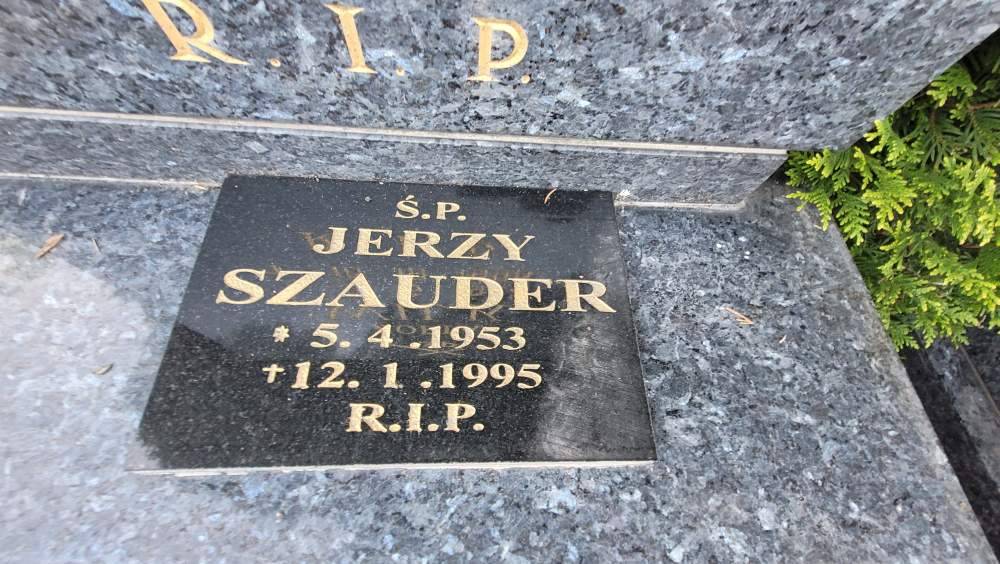 R.I.P.
Ś.P.
JERZY
SZAUDER
* 5. 4 .1953
†12. 1 .1995
R.I.P.